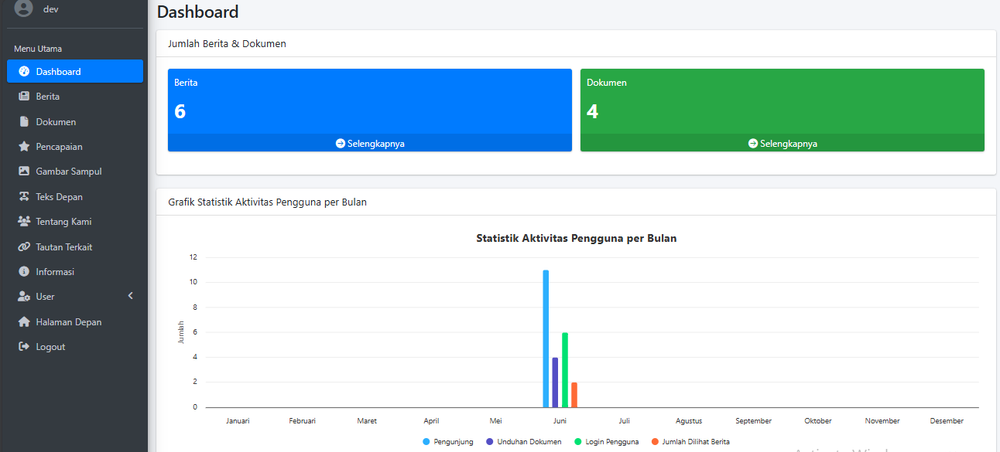 dev
Menu Utama
Dashboard
Berita
Dokumen
Pencapaian
Gambar Sampul
Teks Depan
Tentang Kami
Tautan Terkait
Informasi
User
Halaman Depan
Logout
Dashboard
Jumlah Berita & Dokumen
Berita
6
Selengkapnya
Dokumen
4
Selengkapnya
Grafik Statistik Aktivitas Pengguna per Bulan
Statistik Aktivitas Pengguna per Bulan
Jumlah
12
10
8
6
4
2
0
Januari Februari Maret April Mei Juni Juli Agustus September Oktober November Desember
Pengunjung Unduhan Dokumen Login Pengguna Jumlah Dilihat Berita